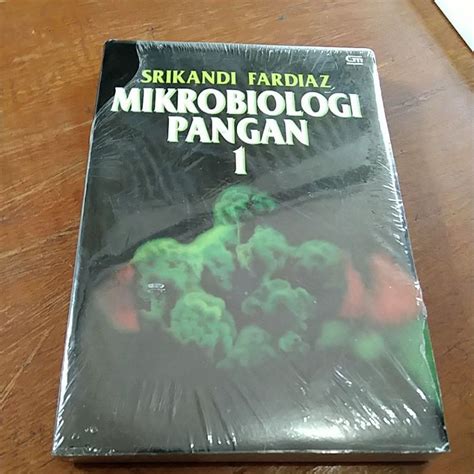 SRIKANDI FARDIAZ
MIKROBIOLOGI
PANGAN
1